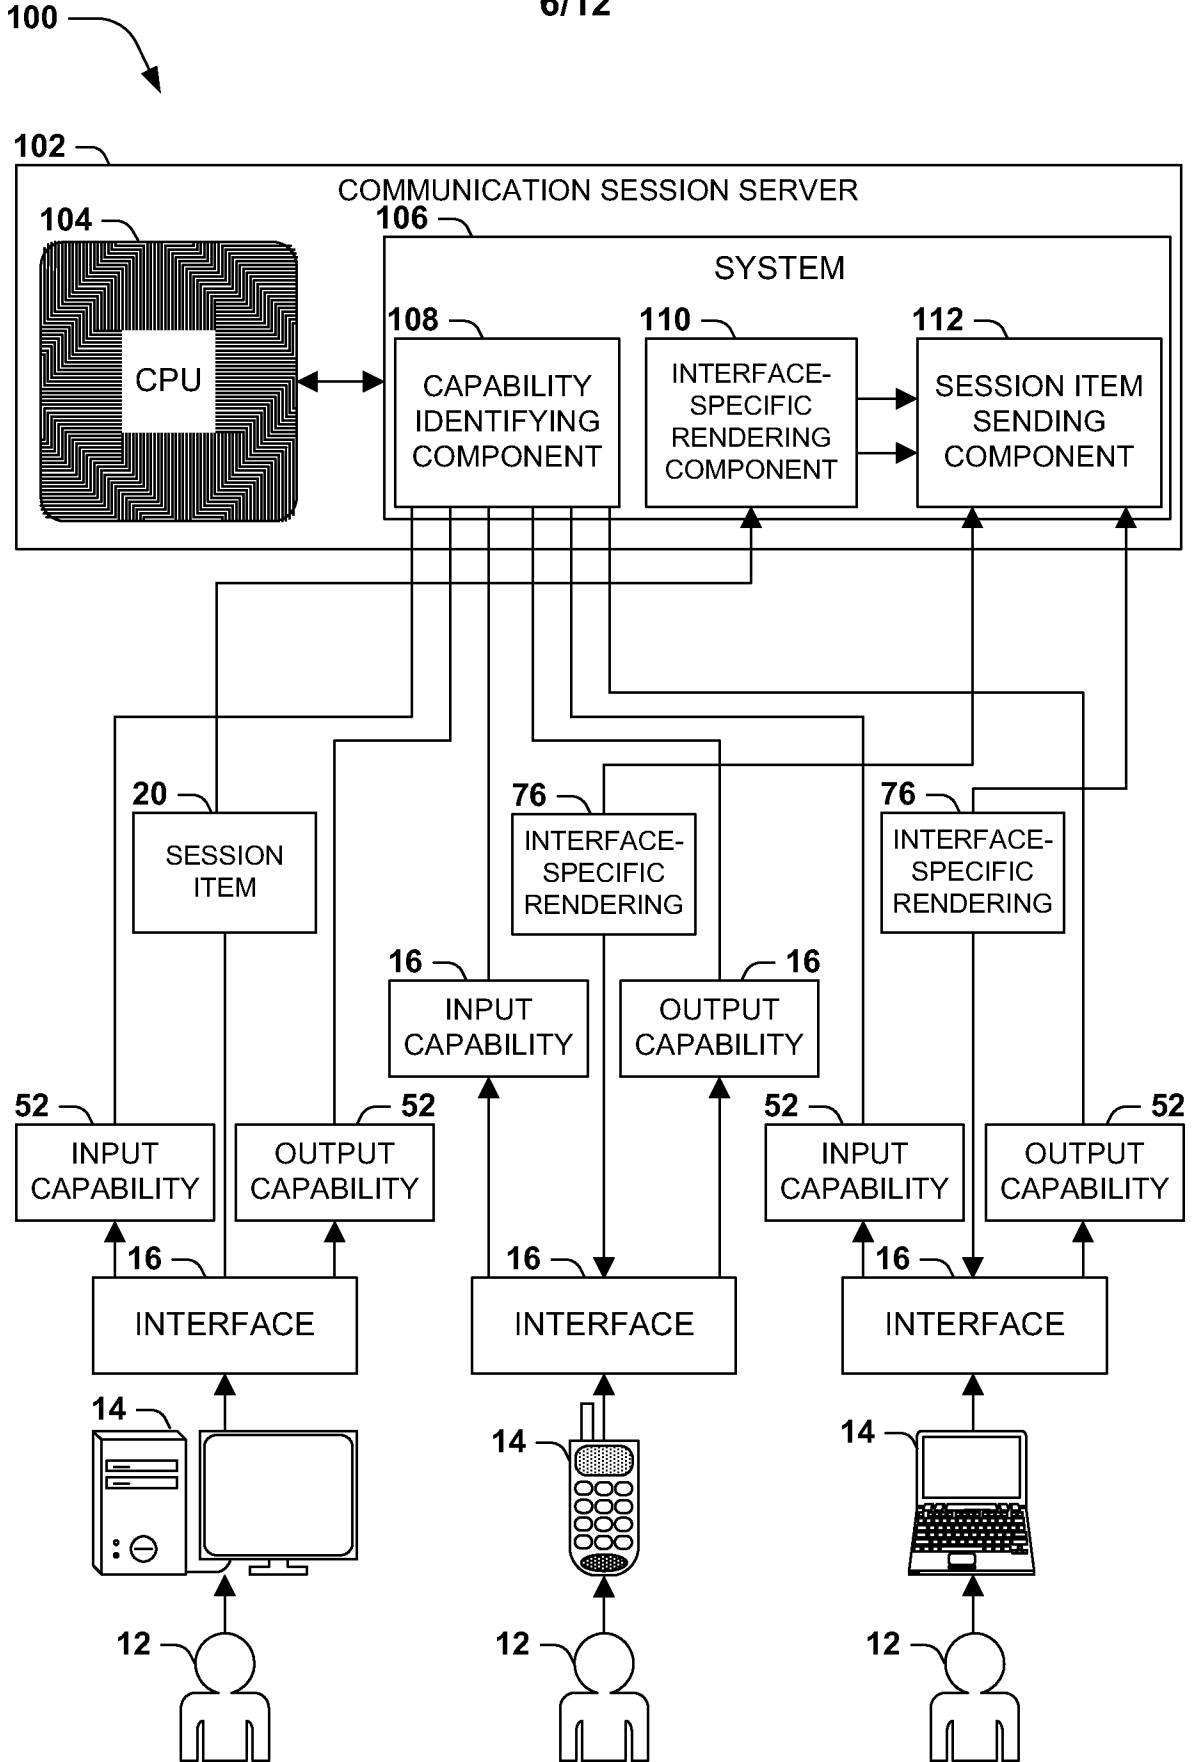 6/12
100
102
COMMUNICATION SESSION SERVER
104
106
CPU
SYSTEM
108
110
112
CAPABILITY
IDENTIFYING
COMPONENT
INTERFACE-
SPECIFIC
RENDERING
COMPONENT
SESSION ITEM
SENDING
COMPONENT
20
SESSION
ITEM
76
INTERFACE-
SPECIFIC
RENDERING
76
INTERFACE-
SPECIFIC
RENDERING
16
INPUT
CAPABILITY
16
OUTPUT
CAPABILITY
52
INPUT
CAPABILITY
52
OUTPUT
CAPABILITY
52
INPUT
CAPABILITY
52
OUTPUT
CAPABILITY
16
INTERFACE
16
INTERFACE
16
INTERFACE
14
14
14
12
12
12